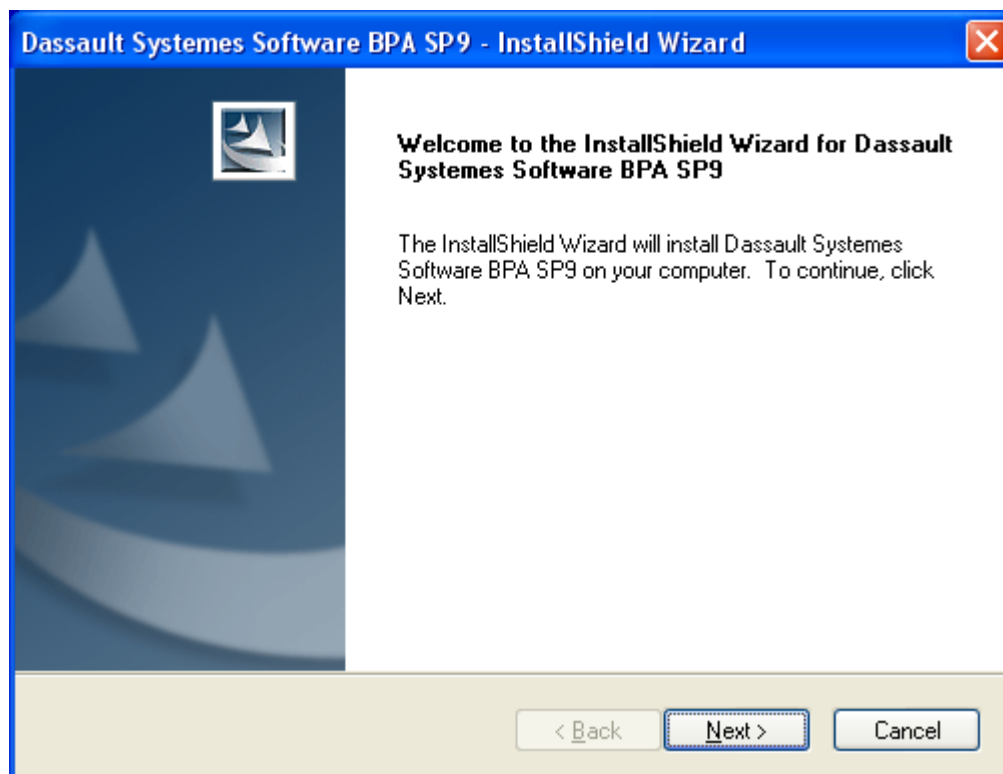 Dassault Systemes Software BPA SP9 - InstallShield Wizard
Welcome to the InstallShield Wizard for Dassault
Systemes Software BPA SP9
The InstallShield Wizard will install Dassault Systemes
Software BPA SP9 on your computer.  To continue, click
Next.
< Back
Next >
Cancel